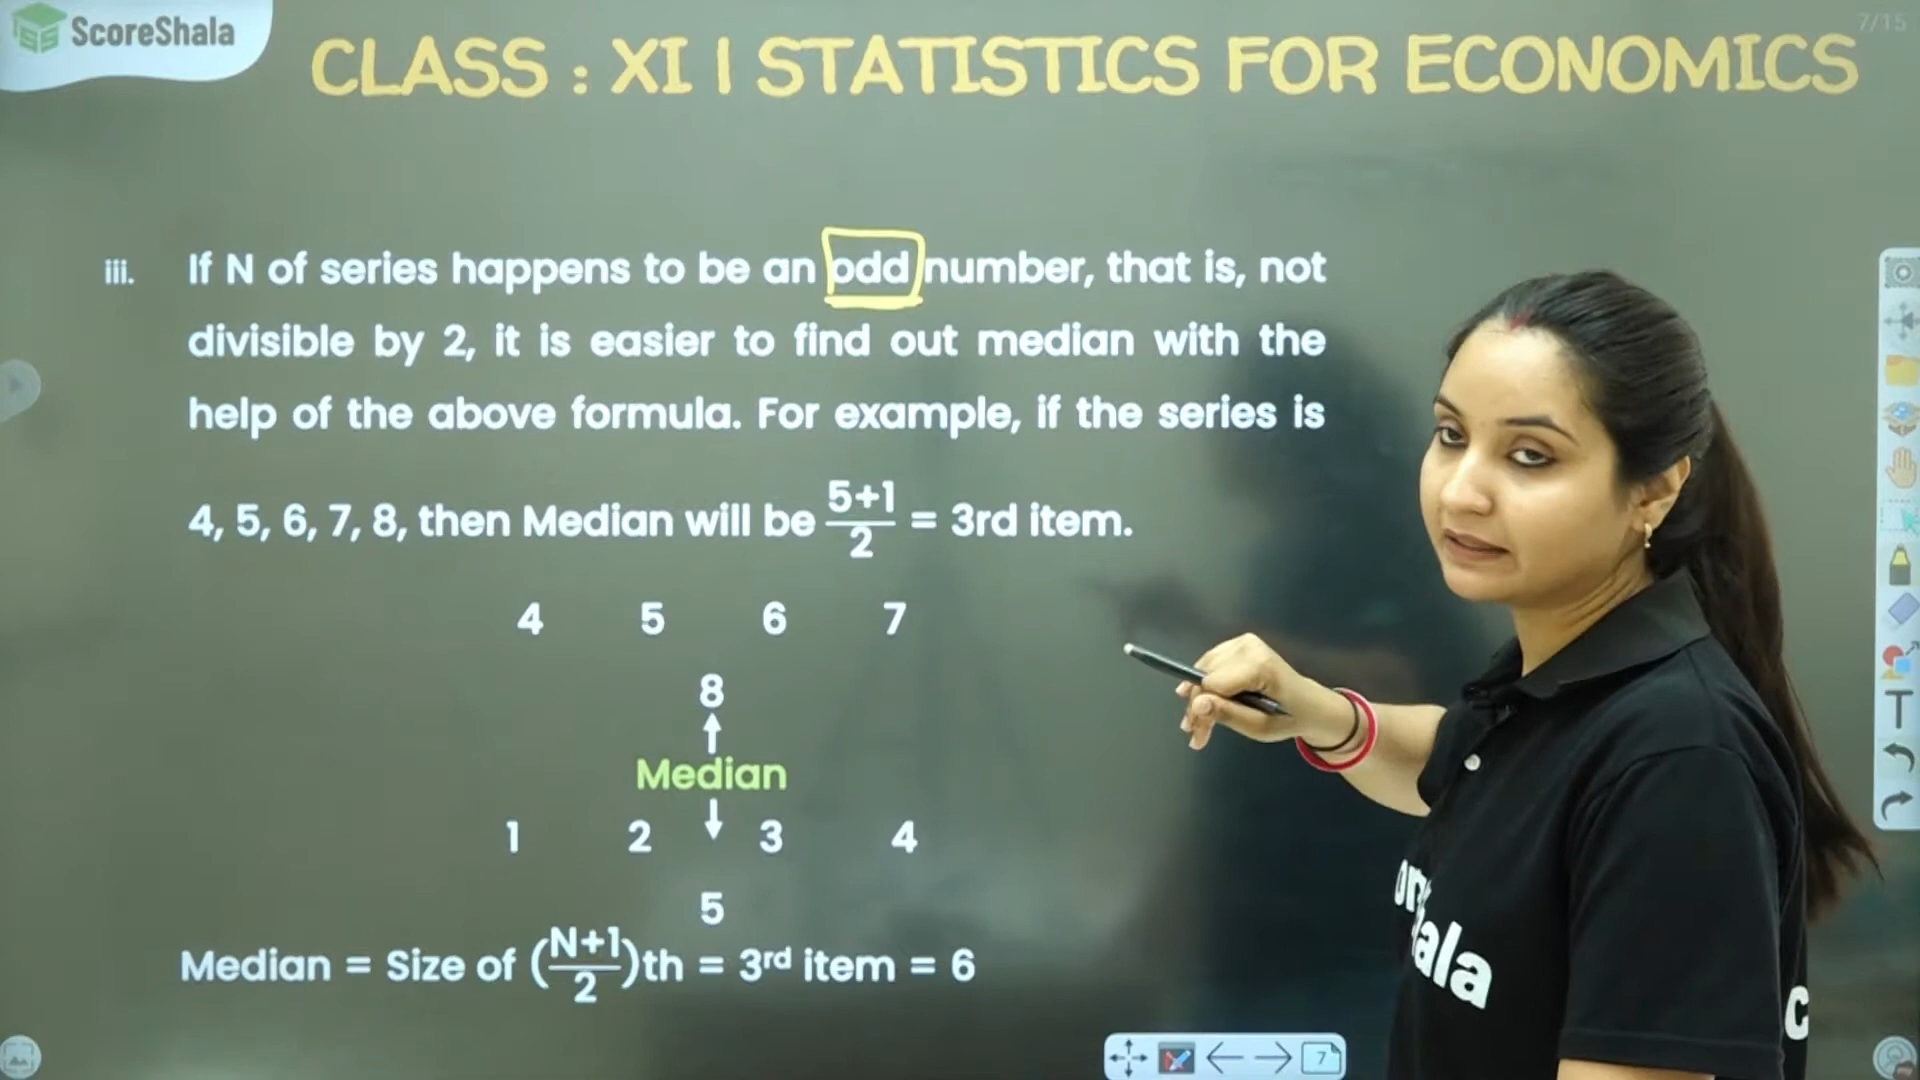 ScoreShala
7/15
CLASS : XI | STATISTICS FOR ECONOMICS
iii. If N of series happens to be an odd number, that is, not
divisible by 2, it is easier to find out median with the
help of the above formula. For example, if the series is
4, 5, 6, 7, 8, then Median will be (5+1)/2 = 3rd item.
4 5 6 7
8
↑
Median
↓
1 2 3 4
5
Median = Size of ((N+1)/2)th = 3rd item = 6
ala
7